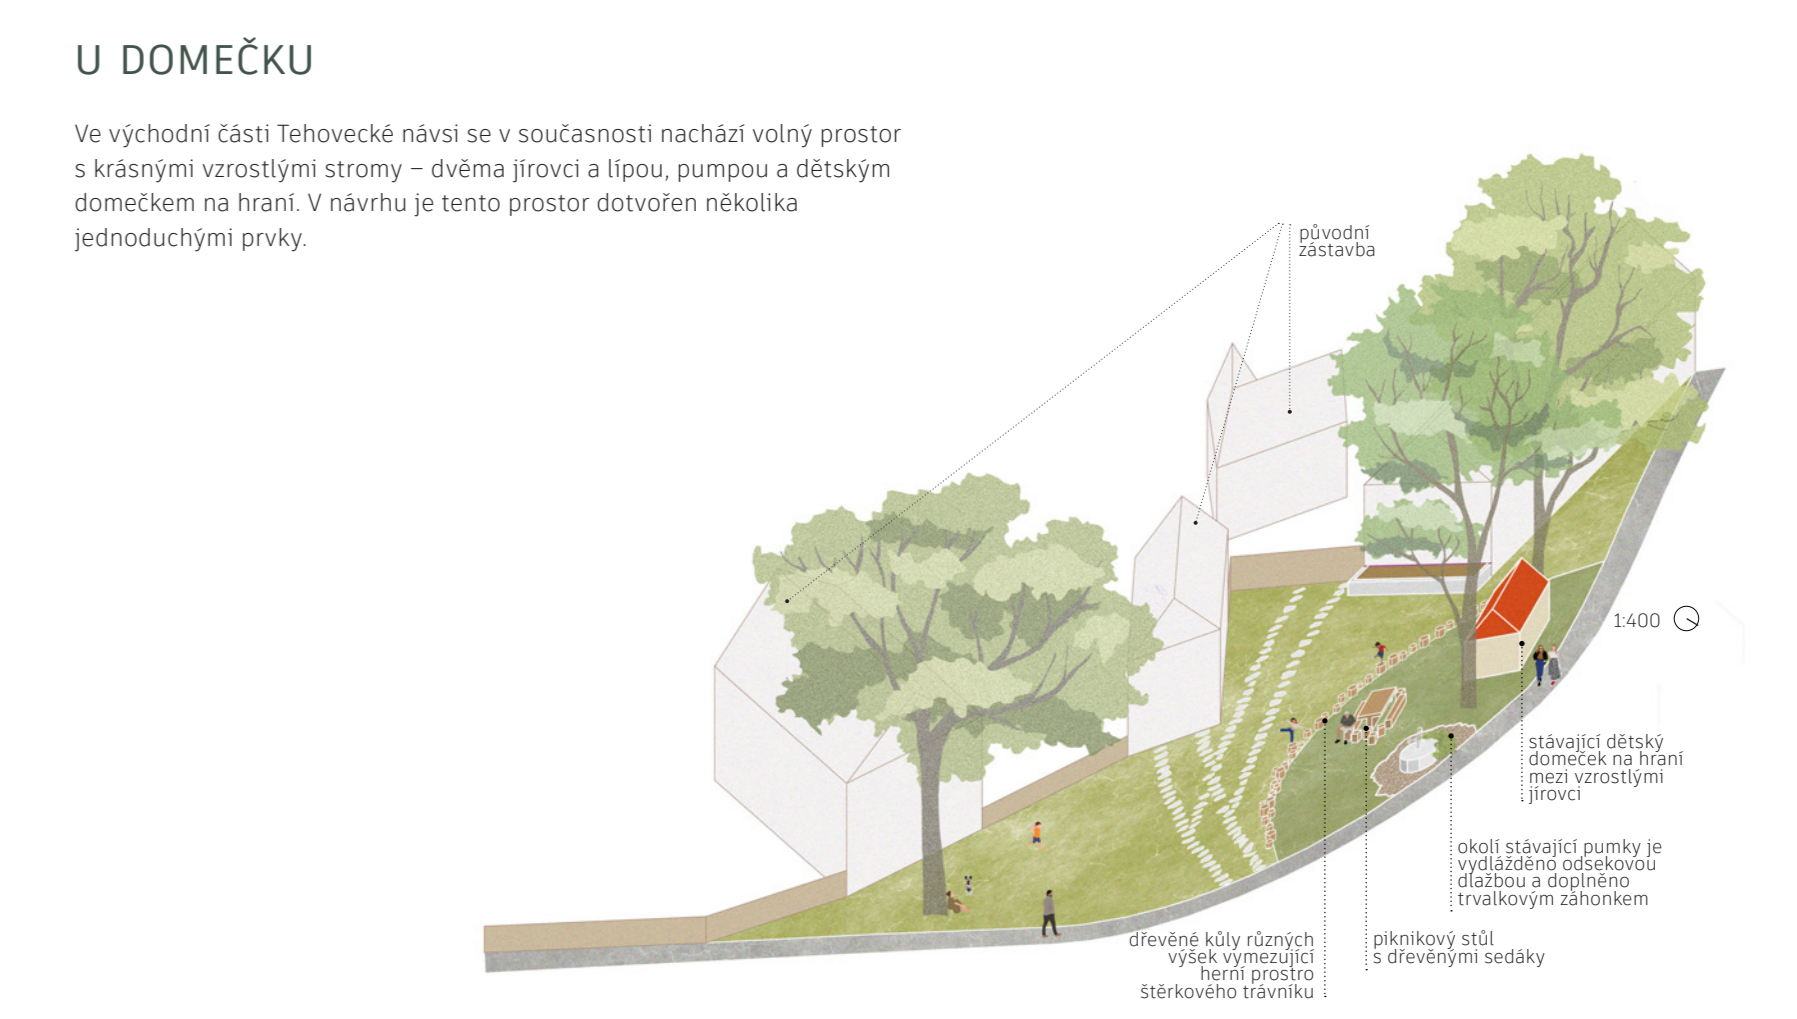 U DOMEČKU
Ve východní části Tehovecké návsi se v současnosti nachází volný prostor
s krásnými vzrostlými stromy – dvěma jírovci a lípou, pumpou a dětským
domečkem na hraní. V návrhu je tento prostor dotvořen několika
jednoduchými prvky.
původní
zástavba
1:400
stávající dětský
domeček na hraní
mezi vzrostlými
jírovci
okolí stávající pumky je
vydlážděno odsekovou
dlažbou a doplněno
trvalkovým záhonkem
dřevěné kůly různých
výšek vymezující
herní prostro
štěrkového trávníku
piknikový stůl
s dřevěnými sedáky